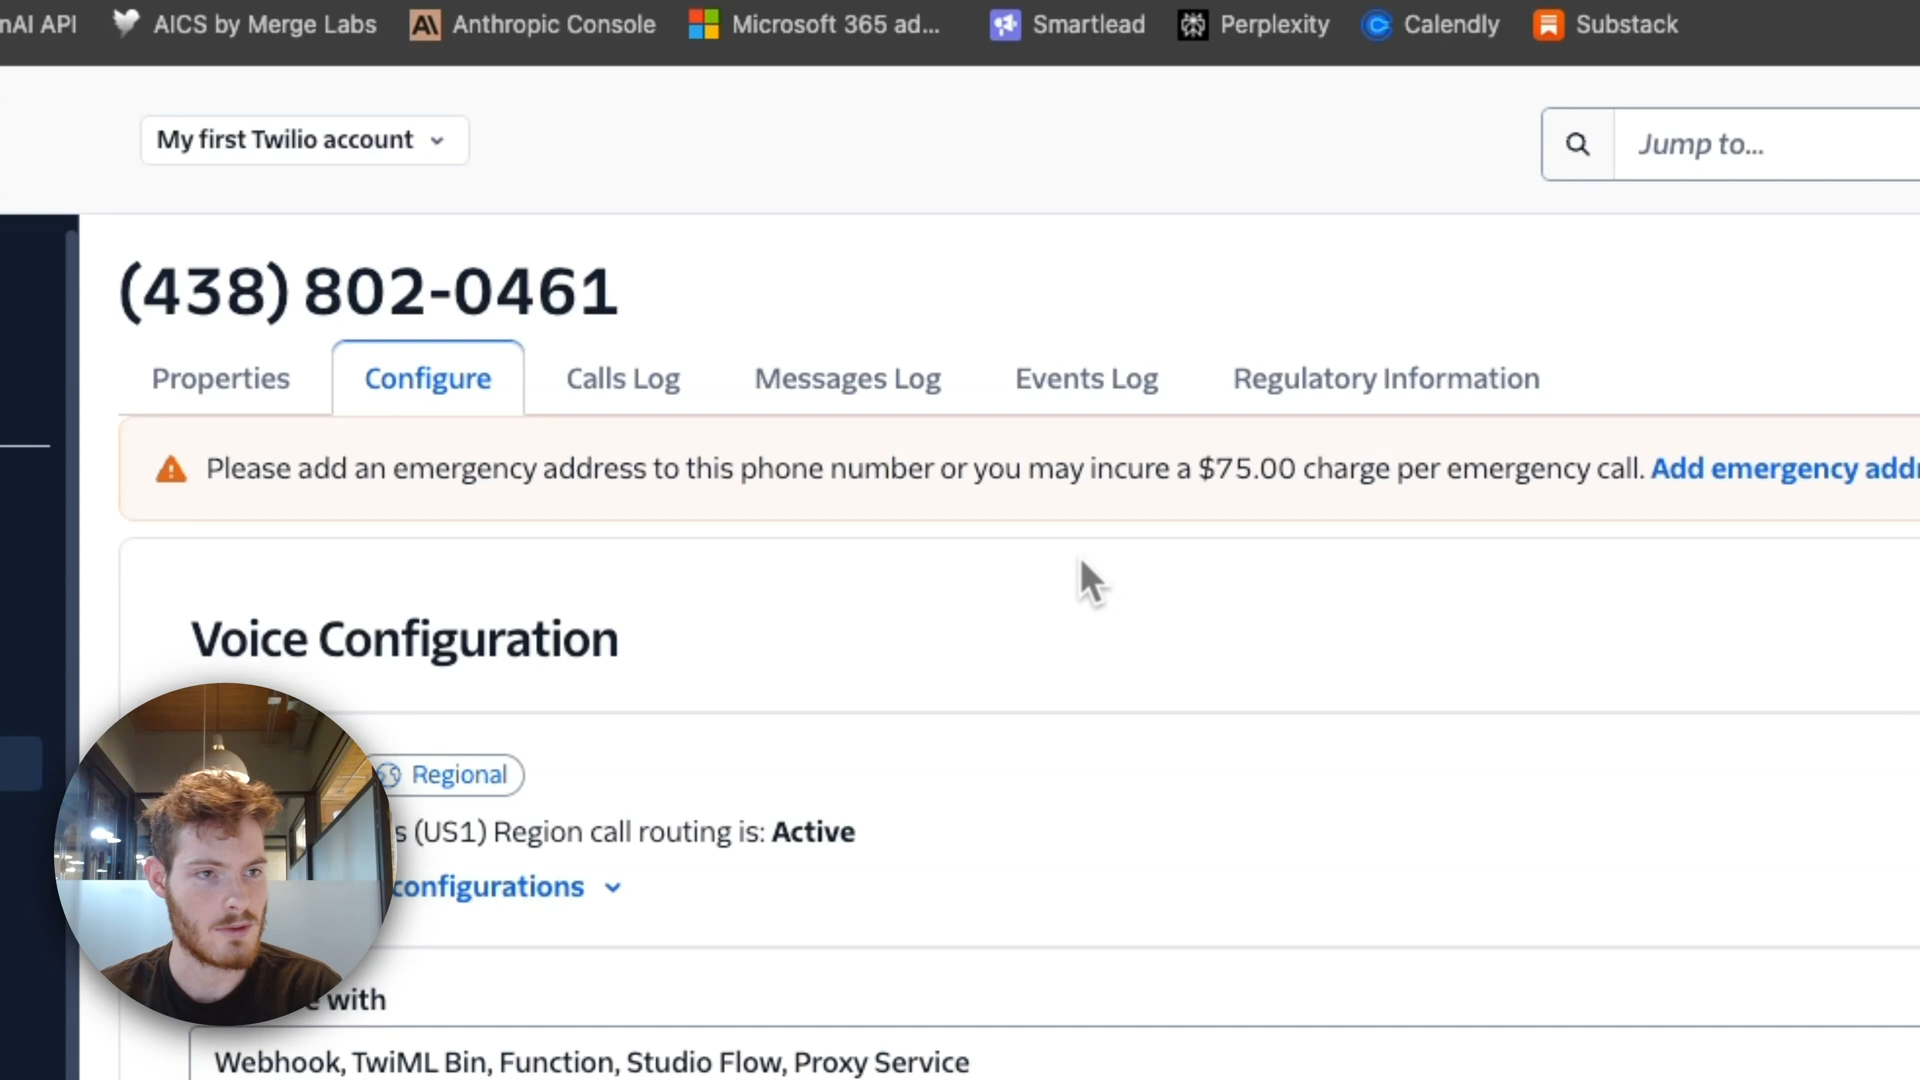 nAI API AICS by Merge Labs Anthropic Console Microsoft 365 ad... Smartlead Perplexity Calendly Substack
My first Twilio account
Jump to...
(438) 802-0461
Properties Configure Calls Log Messages Log Events Log Regulatory Information
Please add an emergency address to this phone number or you may incure a $75.00 charge per emergency call. Add emergency addr
Voice Configuration
Regional
s (US1) Region call routing is: Active
configurations
e with
Webhook, TwiML Bin, Function, Studio Flow, Proxy Service